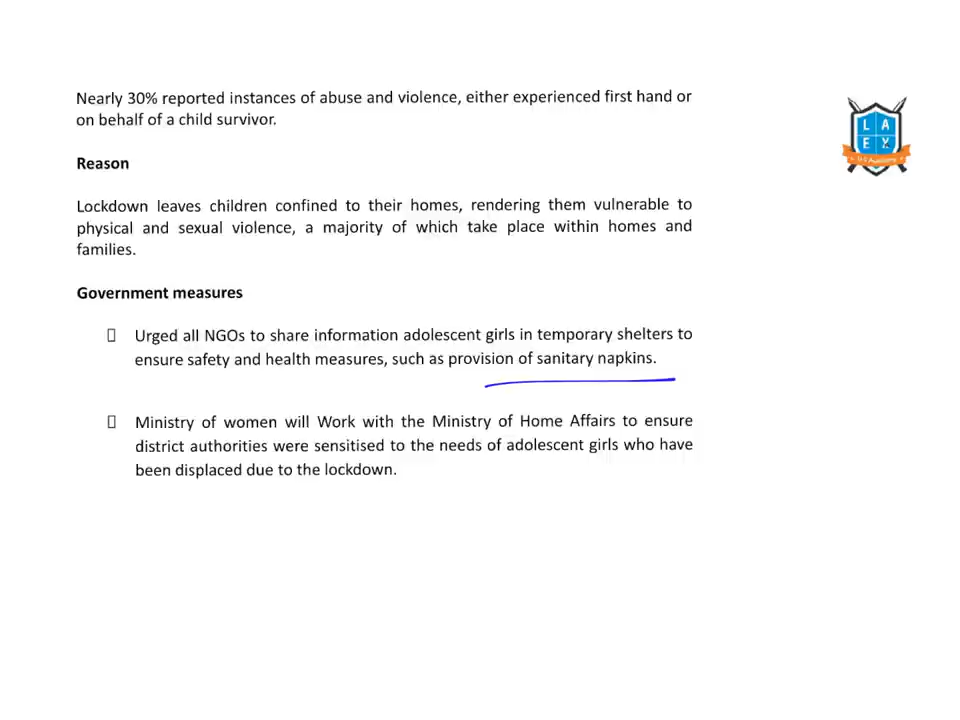 Nearly 30% reported instances of abuse and violence, either experienced first hand or
on behalf of a child survivor.
Reason
Lockdown leaves children confined to their homes, rendering them vulnerable to
physical and sexual violence, a majority of which take place within homes and
families.
Government measures
Urged all NGOs to share information adolescent girls in temporary shelters to
ensure safety and health measures, such as provision of sanitary napkins.
Ministry of women will Work with the Ministry of Home Affairs to ensure
district authorities were sensitised to the needs of adolescent girls who have
been displaced due to the lockdown.
L A
E X